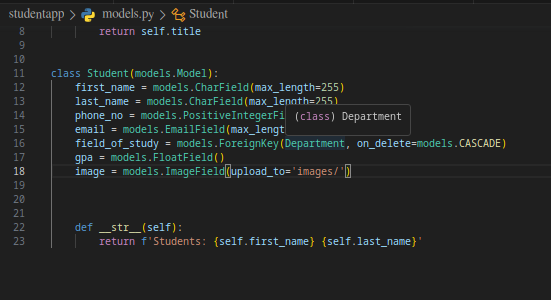 studentapp > models.py > Student
8 return self.title
9
10
11 class Student(models.Model):
12 first_name = models.CharField(max_length=255)
13 last_name = models.CharField(max_length=255)
14 phone_no = models.PositiveIntegerFi
(class) Department
15 email = models.EmailField(max_lengt
16 field_of_study = models.ForeignKey(Department, on_delete=models.CASCADE)
17 gpa = models.FloatField()
18 image = models.ImageField(upload_to='images/')
19
20
21
22 def __str__(self):
23 return f'Students: {self.first_name} {self.last_name}'